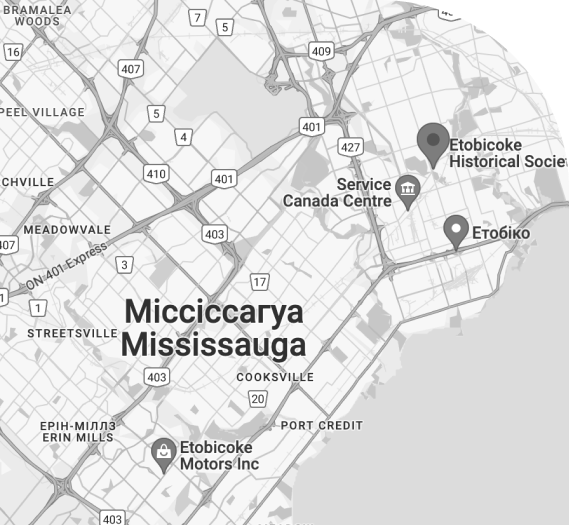 BRAMALEA
WOODS
7
5
16
409
407
PEEL VILLAGE
5
4
401
427
Etobicoke
Historical Socie
CHVILLE
410
401
Service
Canada Centre
MEADOWVALE
403
Етобіко
407
ON-401 Express
3
17
1
1
Міссіссаґуа
Mississauga
STREETSVILLE
403
COOKSVILLE
20
ЕРІН-МІЛЛЗ
ERIN MILLS
PORT CREDIT
Etobicoke
Motors Inc
403